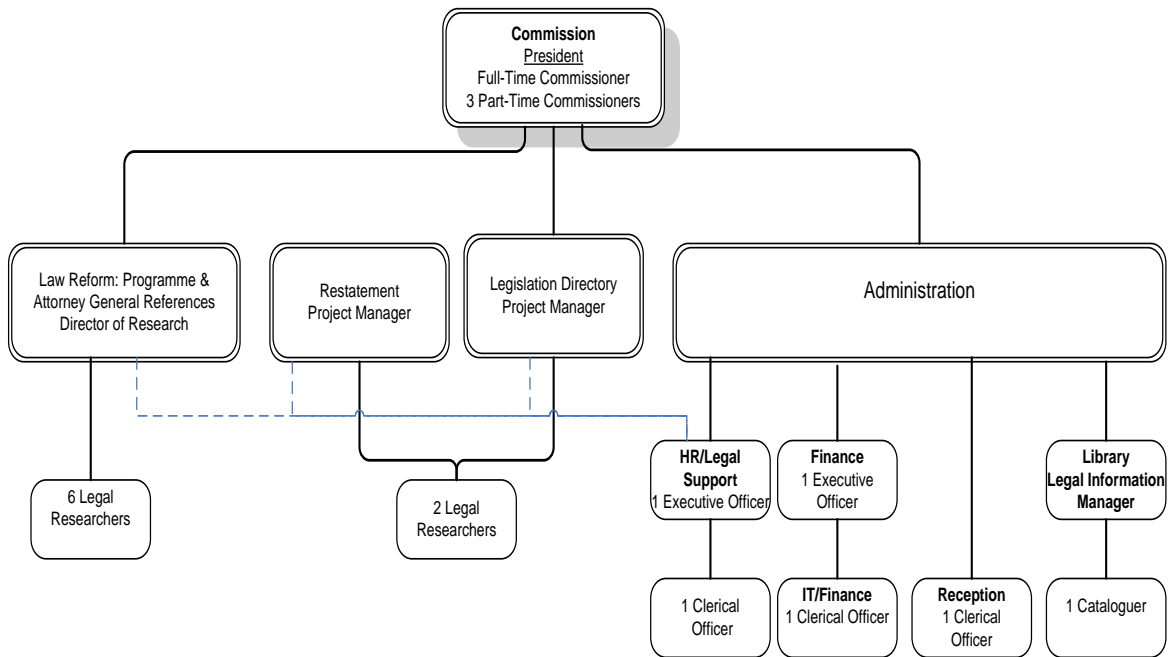 Commission
President
Full-Time Commissioner
3 Part-Time Commissioners
Law Reform: Programme &
Attorney General References
Director of Research
Restatement
Project Manager
Legislation Directory
Project Manager
Administration
HR/Legal
Support
1 Executive Officer
Finance
1 Executive
Officer
Library
Legal Information
Manager
6 Legal
Researchers
2 Legal
Researchers
1 Clerical
Officer
IT/Finance
1 Clerical Officer
Reception
1 Clerical
Officer
1 Cataloguer